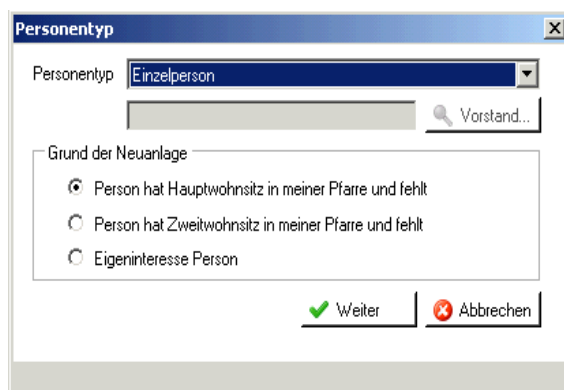 Personentyp
Personentyp Einzelperson
Vorstand...
Grund der Neuanlage
Person hat Hauptwohnsitz in meiner Pfarre und fehlt
Person hat Zweitwohnsitz in meiner Pfarre und fehlt
Eigeninteresse Person
Weiter Abbrechen